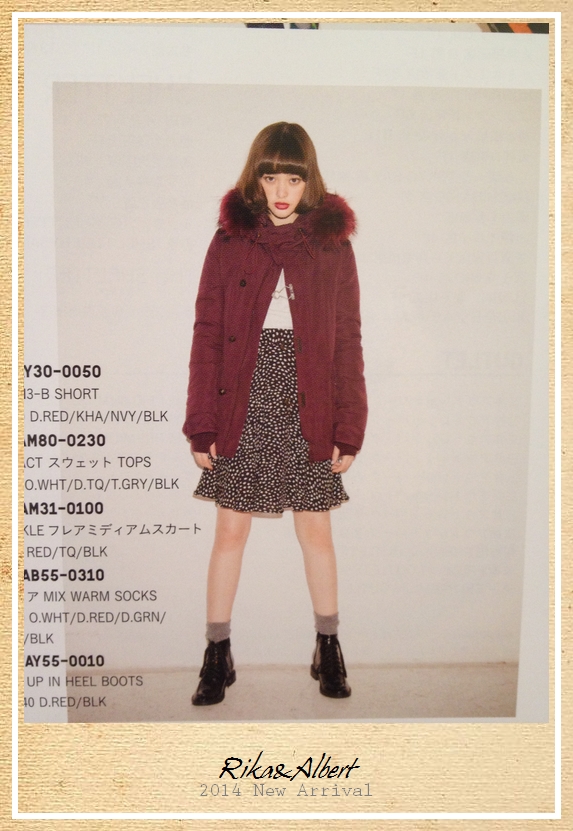 Y30-0050
13-B SHORT
D.RED/KHA/NVY/BLK
AM80-0230
ACT スウェット TOPS
O.WHT/D.TQ/T.GRY/BLK
AM31-0100
KLE フレアミディアムスカート
RED/TQ/BLK
AB55-0310
ア MIX WARM SOCKS
O.WHT/D.RED/D.GRN/
/BLK
AY55-0010
UP IN HEEL BOOTS
40 D.RED/BLK
Rika&Albert
2014 New Arrival